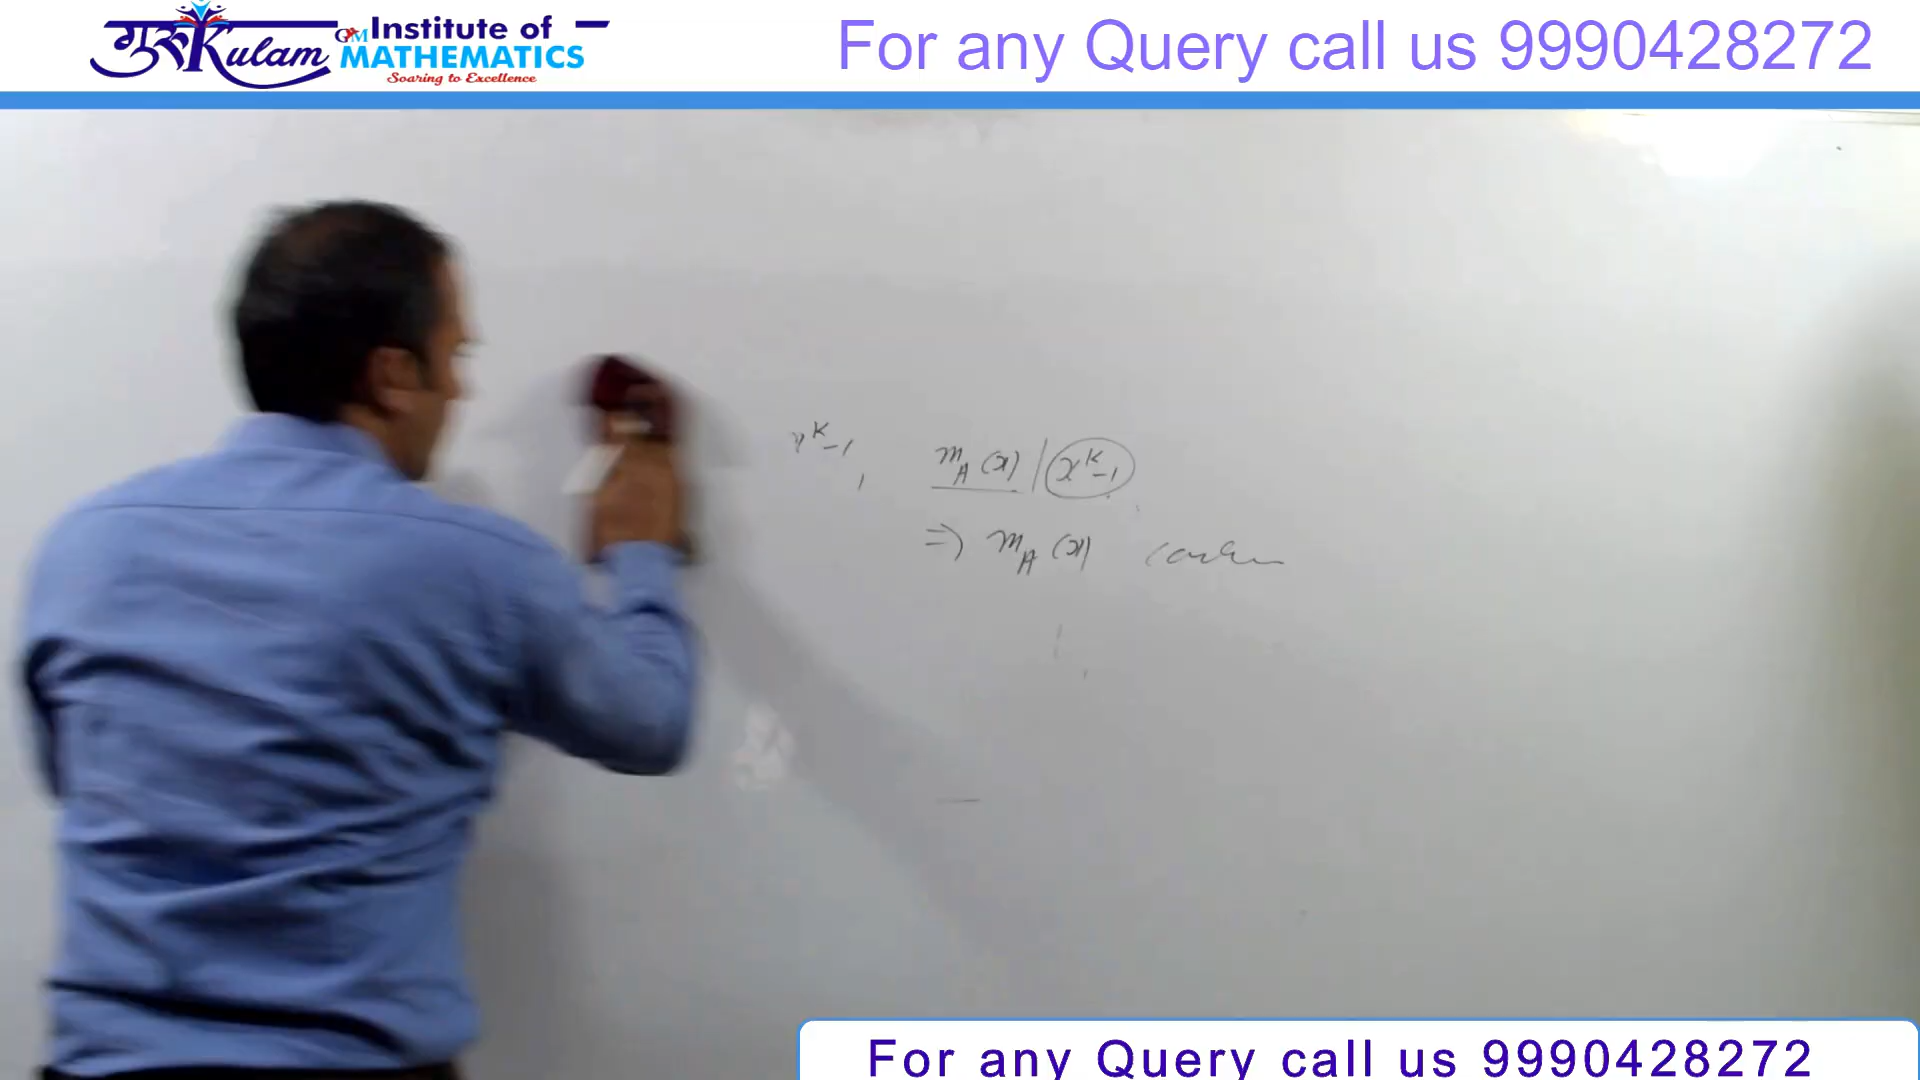 गुरुKulam GIM Institute of
MATHEMATICS
Soaring to Excellence
For any Query call us 9990428272
x^k-1, m_A(x) | x^k-1
⇒ m_A(x)
For any Query call us 9990428272